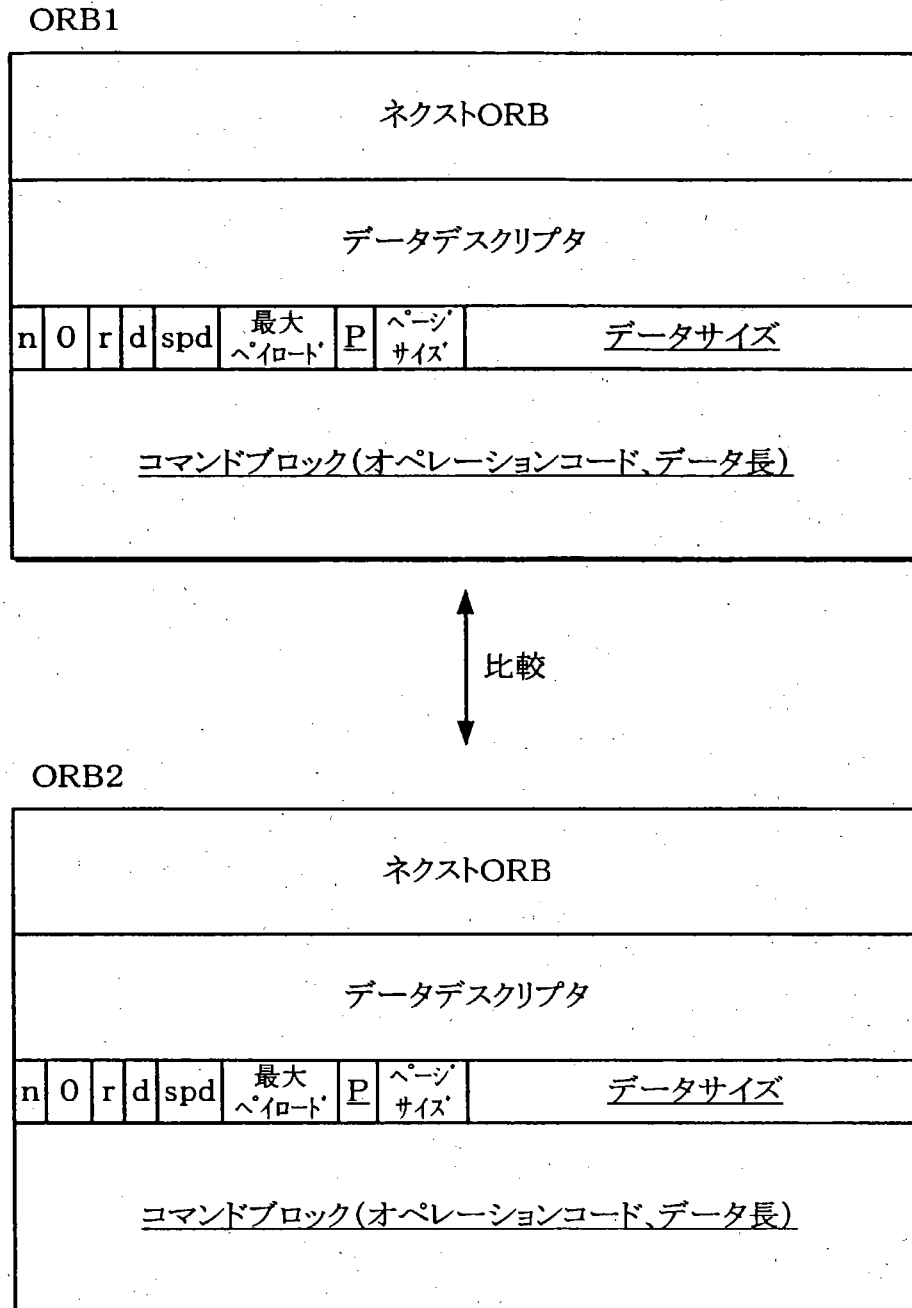 ORB1
ネクストORB
データデスクリプタ
n 0 r d spd 最大 ペイロード P ページ サイズ データサイズ
コマンドブロック(オペレーションコード、データ長)
比較
ORB2
ネクストORB
データデスクリプタ
n 0 r d spd 最大 ペイロード P ページ サイズ データサイズ
コマンドブロック(オペレーションコード、データ長)